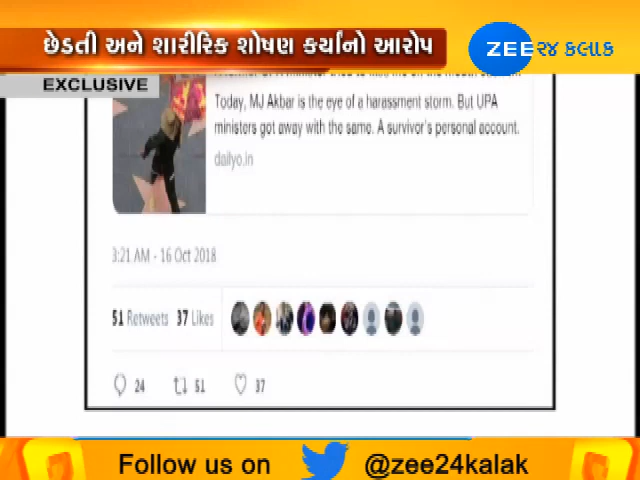 છેડતી અને શારીરિક શોષણ કર્યાનો આરોપ
ZEE ૨૪ કલાક
EXCLUSIVE
Today, MJ Akbar is the eye of a harassment storm. But UPA
ministers got away with the same. A survivor's personal account.
dailyo.in
3:21 AM - 16 Oct 2018
51 Retweets 37 Likes
24 51 37
Follow us on @zee24kalak